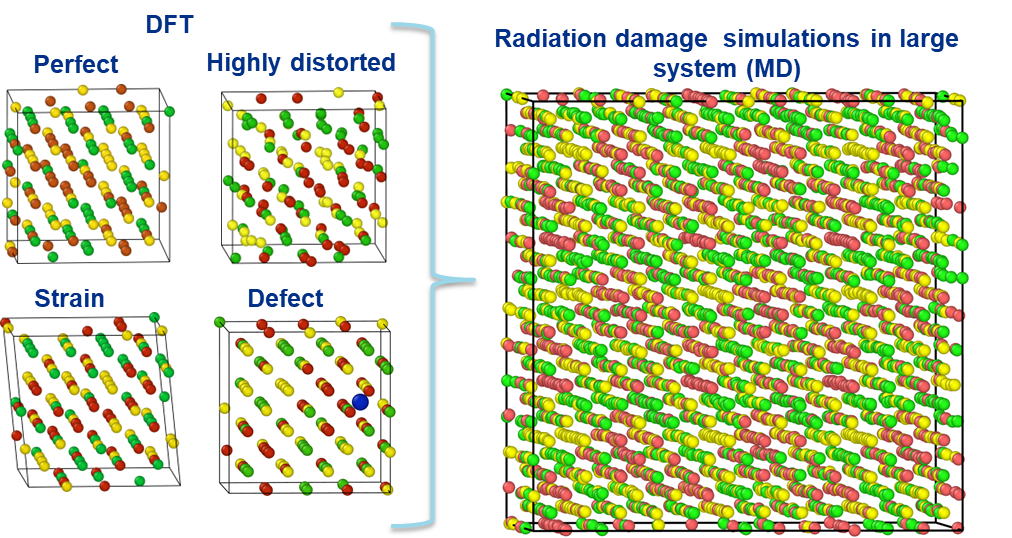 DFT
Perfect
Highly distorted
Strain
Defect
Radiation damage simulations in large
system (MD)